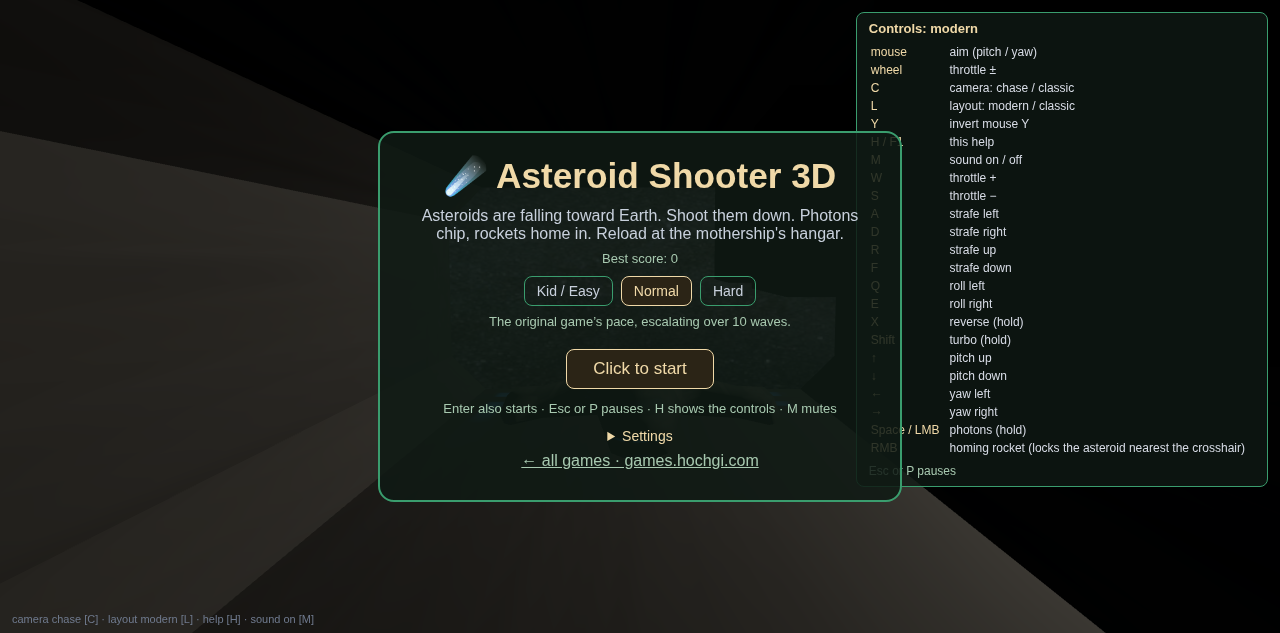 Controls: modern
mouse aim (pitch / yaw)
wheel throttle ±
C camera: chase / classic
L layout: modern / classic
Y invert mouse Y
H / F1 this help
M sound on / off
W throttle +
S throttle −
A strafe left
D strafe right
R strafe up
F strafe down
Q roll left
E roll right
X reverse (hold)
Shift turbo (hold)
↑ pitch up
↓ pitch down
← yaw left
→ yaw right
Space / LMB photons (hold)
RMB homing rocket (locks the asteroid nearest the crosshair)
Esc or P pauses
Asteroid Shooter 3D
Asteroids are falling toward Earth. Shoot them down. Photons
chip, rockets home in. Reload at the mothership's hangar.
Best score: 0
Kid / Easy Normal Hard
The original game's pace, escalating over 10 waves.
Click to start
Enter also starts · Esc or P pauses · H shows the controls · M mutes
▶ Settings
← all games · games.hochgi.com
camera chase [C] · layout modern [L] · help [H] · sound on [M]